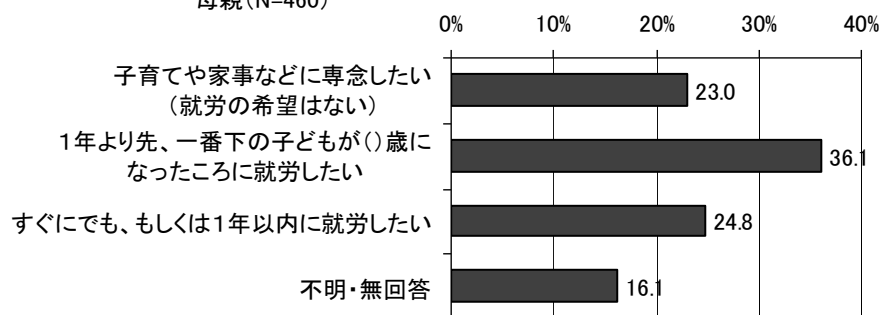 母親(N=460)
0% 10% 20% 30% 40%
子育てや家事などに専念したい
(就労の希望はない)
23.0
1年より先、一番下の子どもが()歳に
なったころに就労したい
36.1
すぐにでも、もしくは1年以内に就労したい
24.8
不明・無回答
16.1